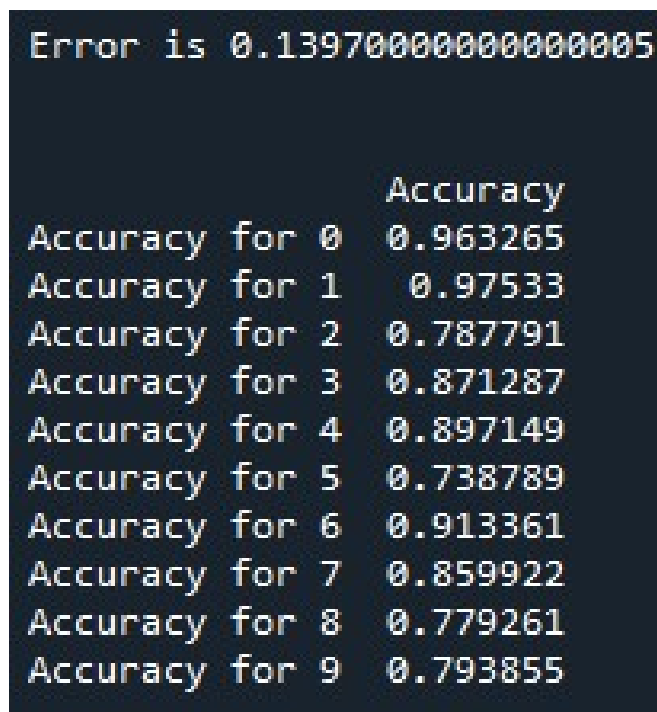 Error is 0.13970000000000005
Accuracy
Accuracy for 0 0.963265
Accuracy for 1 0.97533
Accuracy for 2 0.787791
Accuracy for 3 0.871287
Accuracy for 4 0.897149
Accuracy for 5 0.738789
Accuracy for 6 0.913361
Accuracy for 7 0.859922
Accuracy for 8 0.779261
Accuracy for 9 0.793855